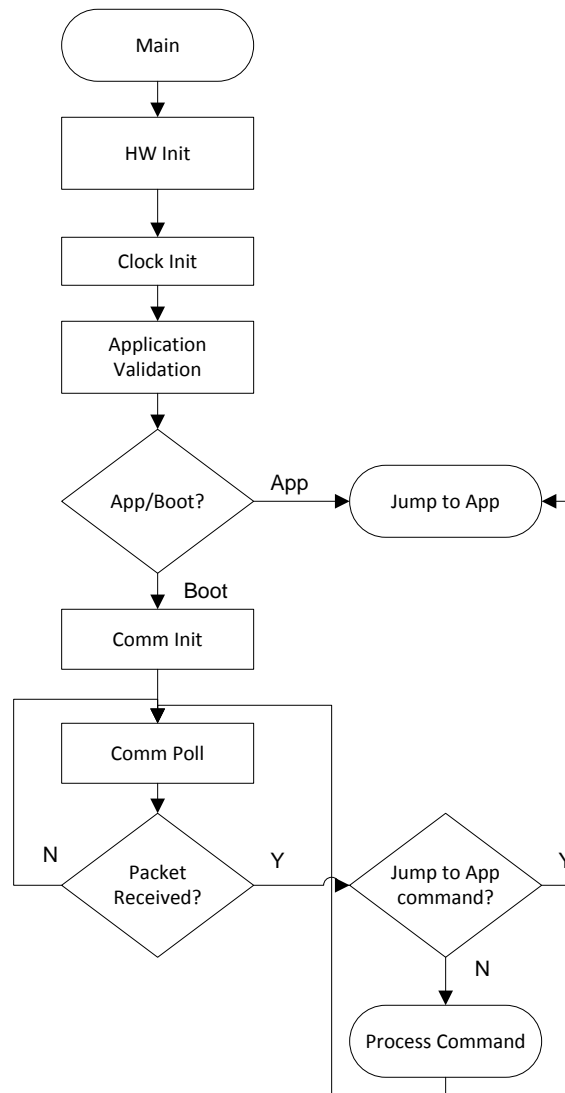 Main
HW Init
Clock Init
Application
Validation
App/Boot?
App
Jump to App
Boot
Comm Init
Comm Poll
N
Packet
Received?
Y
Jump to App
command?
Y
N
Process Command